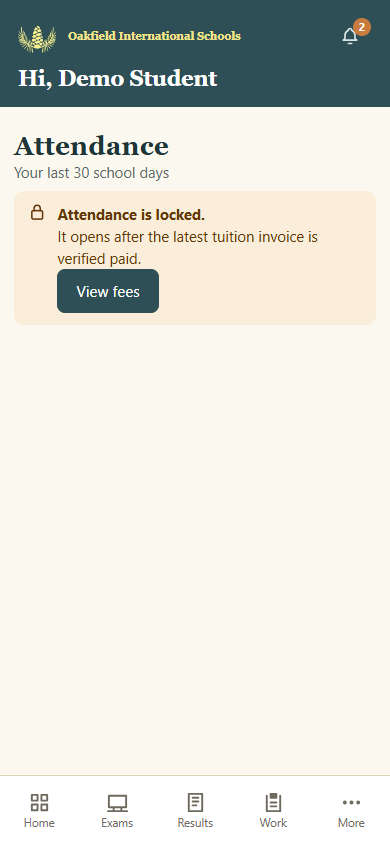 Oakfield International Schools
2
Hi, Demo Student
Attendance
Your last 30 school days
Attendance is locked.
It opens after the latest tuition invoice is
verified paid.
View fees
Home
Exams
Results
Work
More